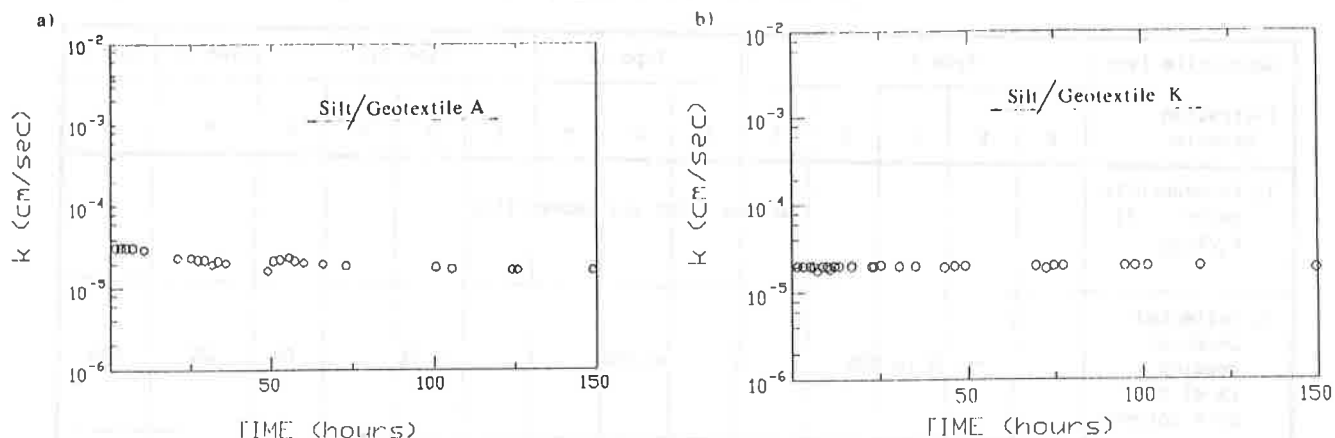 a)
10⁻²
10⁻³
10⁻⁴
10⁻⁵
10⁻⁶
k (cm/sec)
Silt/Geotextile A
50
100
150
TIME (hours)
b)
10⁻²
10⁻³
10⁻⁴
10⁻⁵
10⁻⁶
k (cm/sec)
Silt/Geotextile K
50
100
150
TIME (hours)